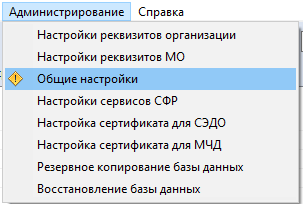 Администрирование Справка
Настройки реквизитов организации
Настройки реквизитов МО
Общие настройки
Настройки сервисов СФР
Настройка сертификата для СЭДО
Настройка сертификата для МЧД
Резервное копирование базы данных
Восстановление базы данных